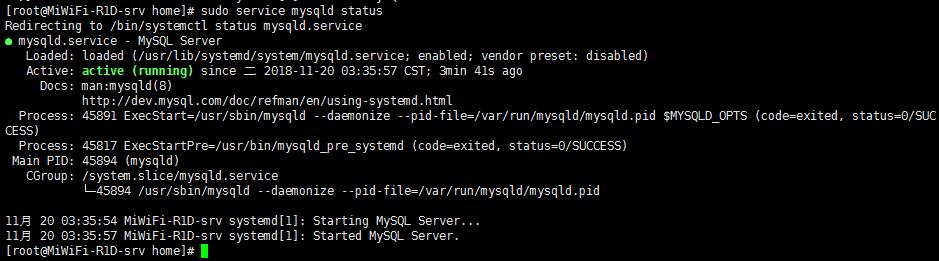 [root@MiWiFi-R1D-srv home]# sudo service mysqld status
Redirecting to /bin/systemctl status mysqld.service
● mysqld.service - MySQL Server
   Loaded: loaded (/usr/lib/systemd/system/mysqld.service; enabled; vendor preset: disabled)
   Active: active (running) since 二 2018-11-20 03:35:57 CST; 3min 41s ago
     Docs: man:mysqld(8)
           http://dev.mysql.com/doc/refman/en/using-systemd.html
  Process: 45891 ExecStart=/usr/sbin/mysqld --daemonize --pid-file=/var/run/mysqld/mysqld.pid $MYSQLD_OPTS (code=exited, status=0/SUC
CESS)
  Process: 45817 ExecStartPre=/usr/bin/mysqld_pre_systemd (code=exited, status=0/SUCCESS)
 Main PID: 45894 (mysqld)
   CGroup: /system.slice/mysqld.service
           └─45894 /usr/sbin/mysqld --daemonize --pid-file=/var/run/mysqld/mysqld.pid

11月 20 03:35:54 MiWiFi-R1D-srv systemd[1]: Starting MySQL Server...
11月 20 03:35:57 MiWiFi-R1D-srv systemd[1]: Started MySQL Server.
[root@MiWiFi-R1D-srv home]#